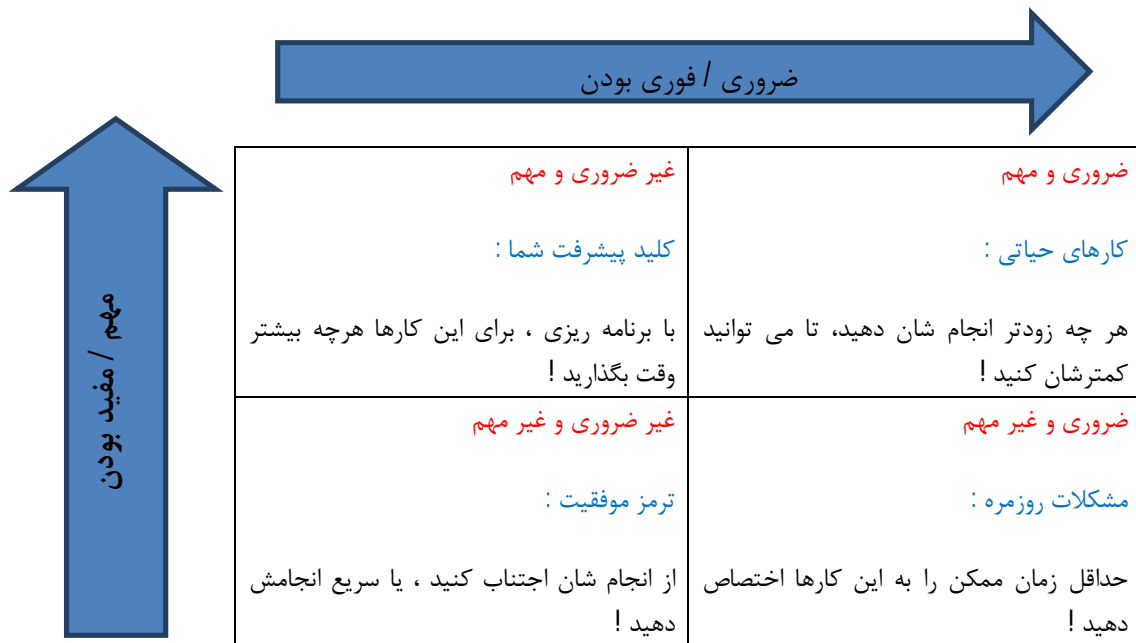 ضروری / فوری بودن
مهم / مفید بودن
ضروری و مهم
کارهای حیاتی :
هر چه زودتر انجام شان دهید، تا می توانید
کمترشان کنید !
غیر ضروری و مهم
کلید پیشرفت شما :
با برنامه ریزی ، برای این کارها هرچه بیشتر
وقت بگذارید !
ضروری و غیر مهم
مشکلات روزمره :
حداقل زمان ممکن را به این کارها اختصاص
دهید !
غیر ضروری و غیر مهم
ترمز موفقیت :
از انجام شان اجتناب کنید ، یا سریع انجامش
دهید !